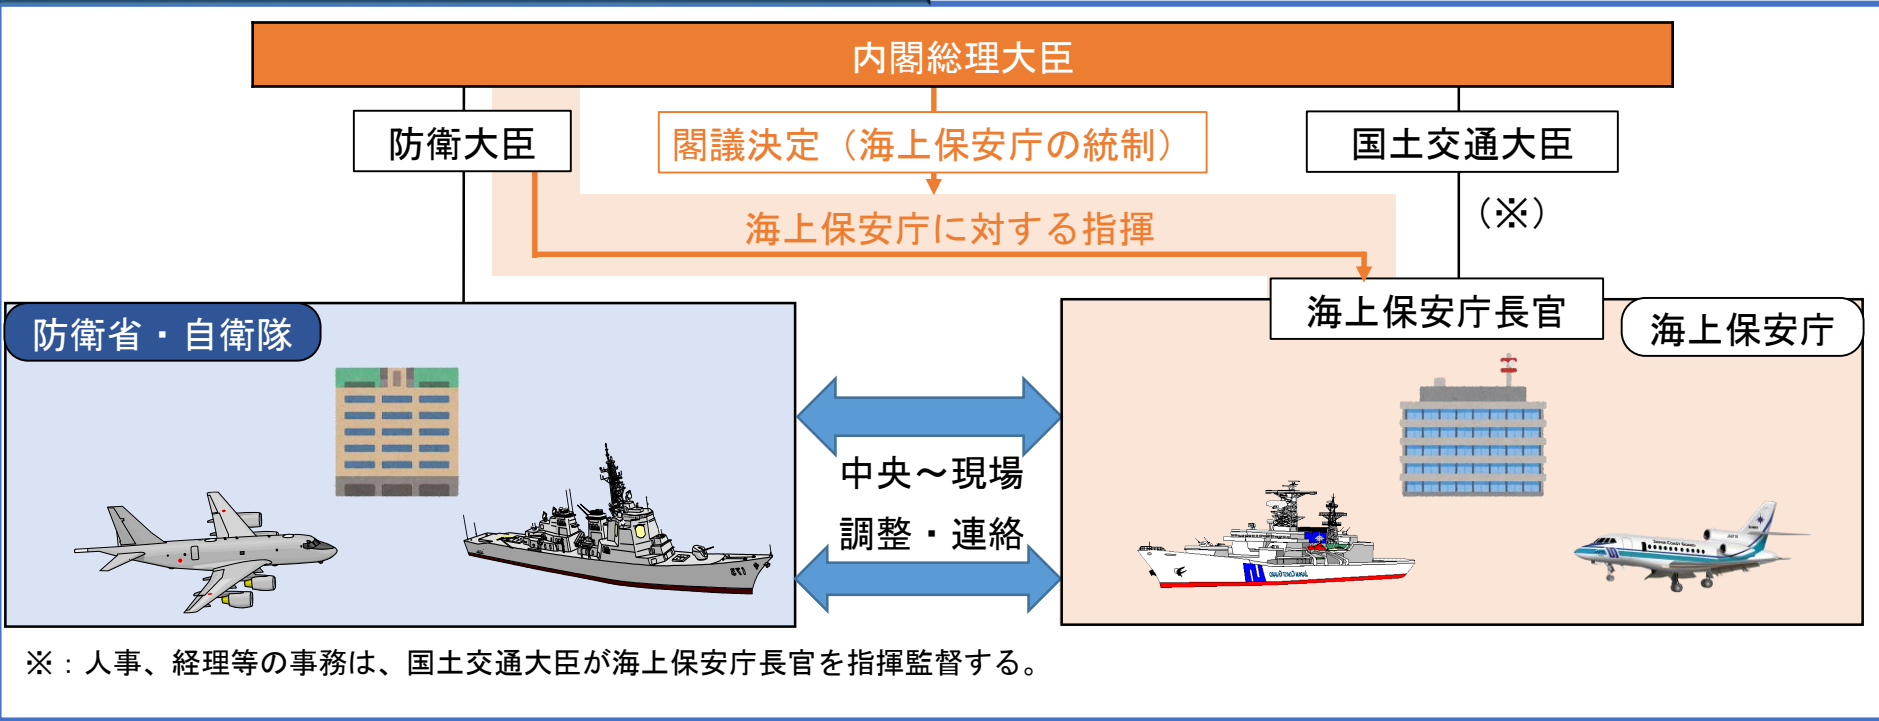 内閣総理大臣
防衛大臣
閣議決定（海上保安庁の統制）
国土交通大臣
（※）
海上保安庁に対する指揮
海上保安庁長官
防衛省・自衛隊
海上保安庁
中央～現場
調整・連絡
※：人事、経理等の事務は、国土交通大臣が海上保安庁長官を指揮監督する。